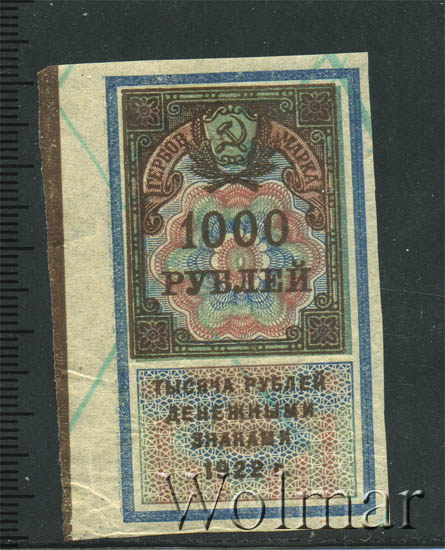 ГЕРБОВ. МАРКА
1000
РУБЛЕЙ
ТЫСЯЧА РУБЛЕЙ
ДЕНЕЖНЫМИ
ЗНАКАМИ
1922 г.
Wolmar